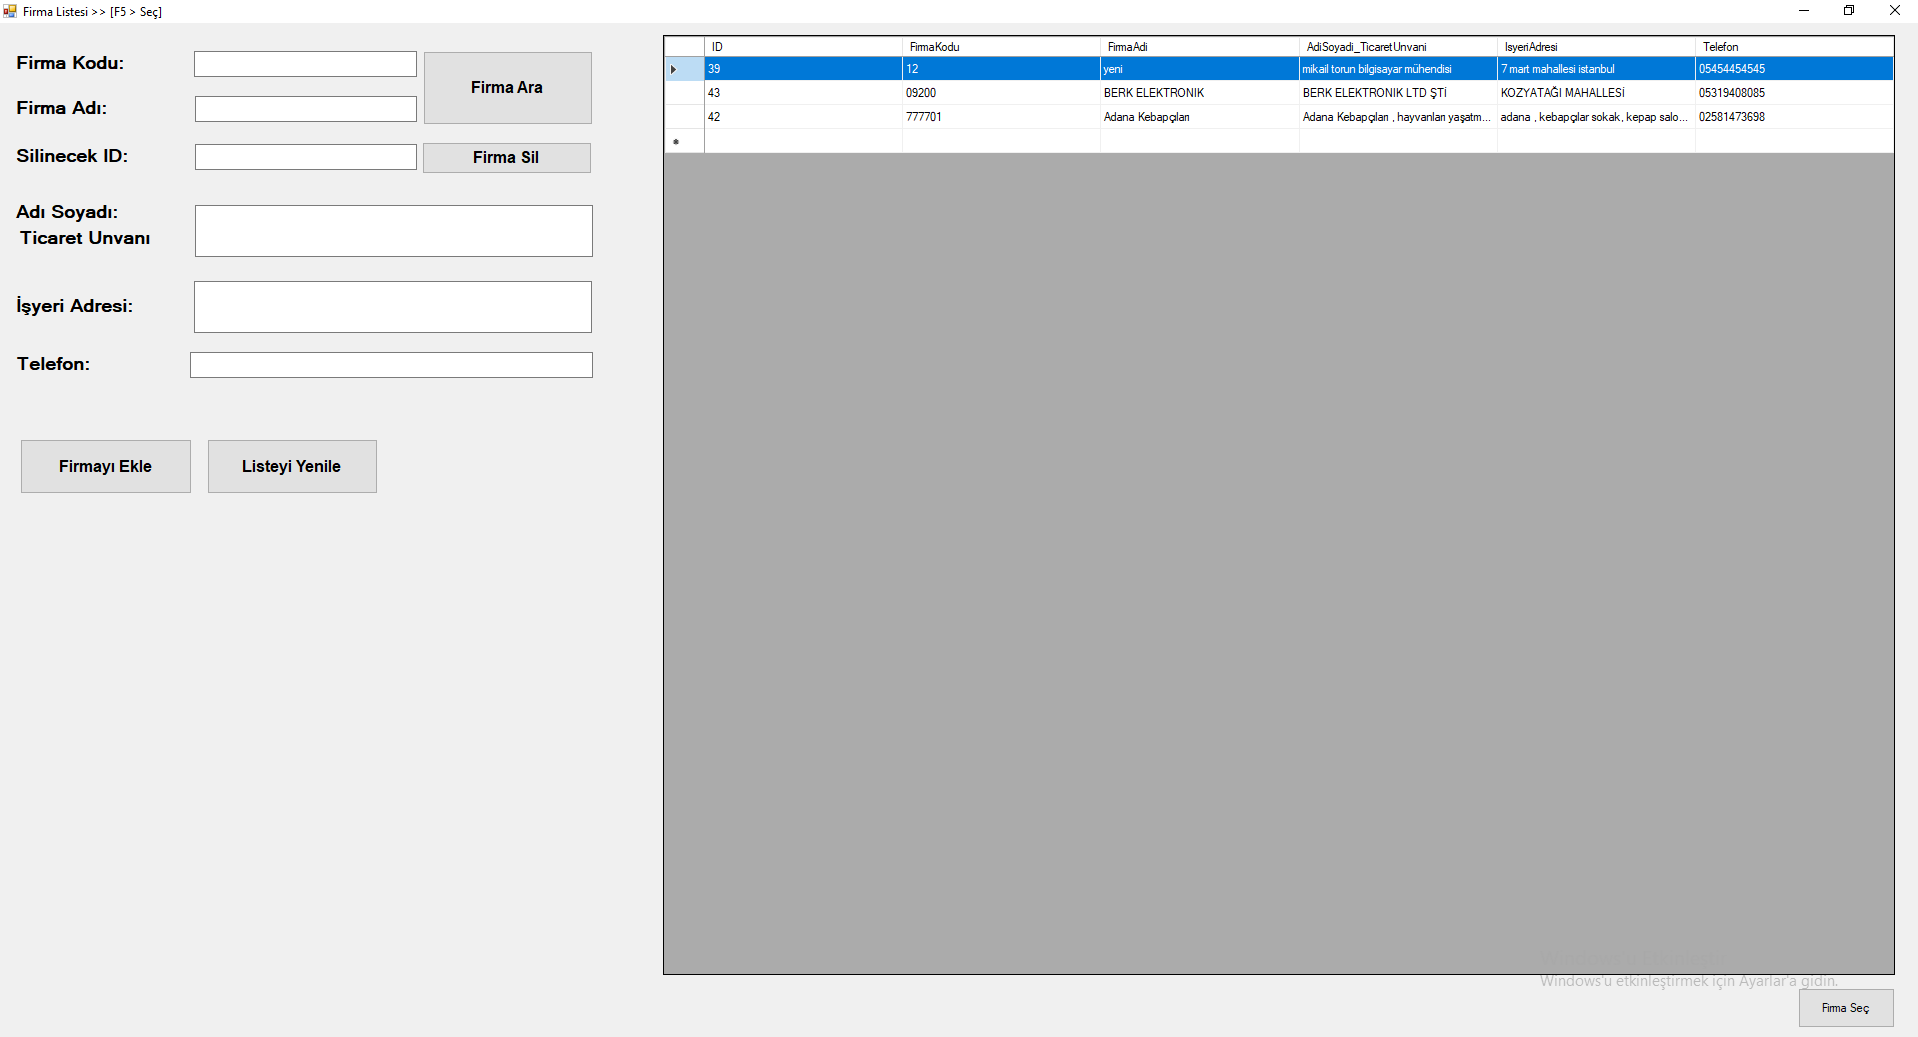 Firma Listesi >> [F5 > Seç]
Firma Kodu:
Firma Ara
Firma Adı:
Silinecek ID:
Firma Sil
Adı Soyadı:
Ticaret Unvanı
İşyeri Adresi:
Telefon:
Firmayı Ekle
Listeyi Yenile
ID FirmaKodu FirmaAdi AdiSoyadi_TicaretUnvani IsyeriAdresi Telefon
39 12 yeni mikail torun bilgisayar mühendisi 7 mart mahallesi istanbul 05454454545
43 09200 BERK ELEKTRONIK BERK ELEKTRONIK LTD ŞTİ KOZYATAĞI MAHALLESİ 05319408085
42 777701 Adana Kebapçıları Adana Kebapçıları , hayvanları yaşatm... adana , kebapçılar sokak, kepap salo... 02581473698
Windows'u etkinleştirmek için Ayarlar'a gidin.
Firma Seç